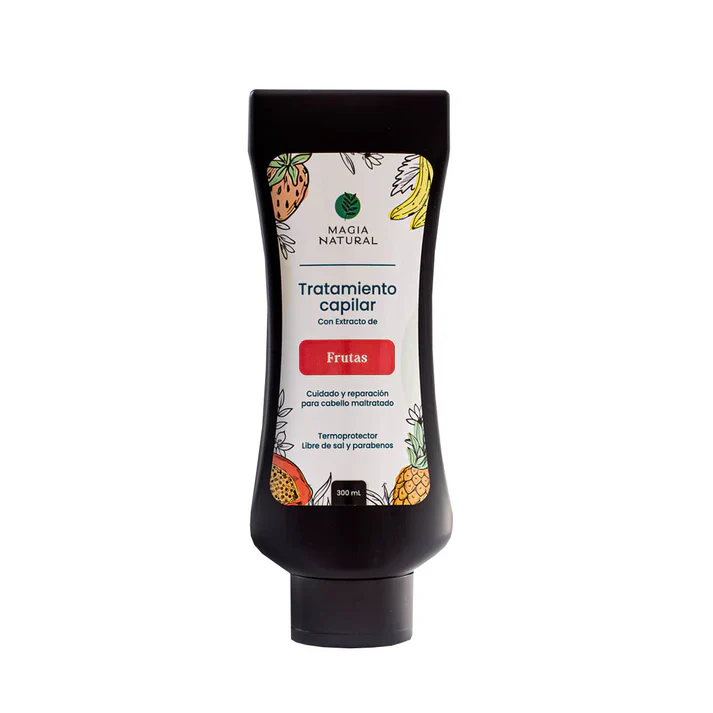 MAGIA
NATURAL
Tratamiento
capilar
Con Extracto de
Frutas
Cuidado y reparación
para cabello maltratado
Termoprotector
Libre de sal y parabenos
300 mL